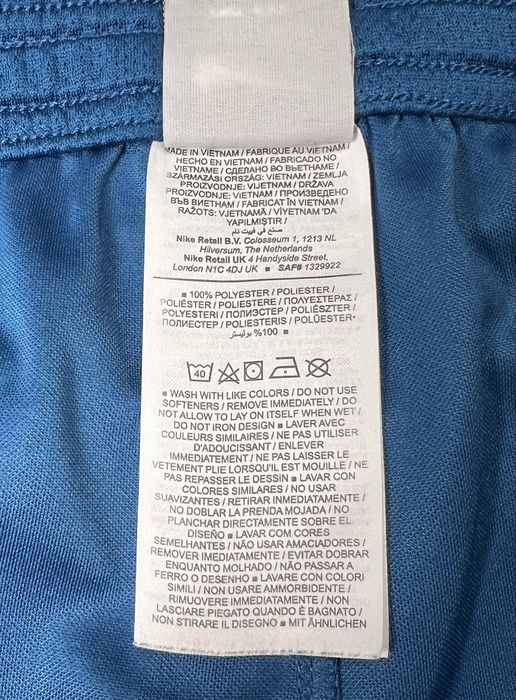 MADE IN VIETNAM / FABRIQUE AU VIETNAM /
HECHO EN VIETNAM / FABRICADO NO
VIETNAME / СДЕЛАНО ВО ВЬЕТНАМЕ /
SZÁRMAZÁSI ORSZÁG: VIETNAM / ZEMLJA
PROIZVODNJE: VIJETNAM / DRŽAVA
PROIZVODNJE: VIETNAM / ПРОИЗВЕДЕНО
ВЪВ ВИЕТНАМ / FABRICAT ÎN VIETNAM /
RAŽOTS: VJETNAMĀ / VİYETNAM 'DA
YAPILMIŞTIR /
صنع في فييت نام
Nike Retail B.V. Colosseum 1, 1213 NL
Hilversum, The Netherlands
Nike Retail UK 4 Handyside Street,
London N1C 4DJ UK ■ SAF# 1329922
■ 100% POLYESTER / POLIESTER /
POLIÉSTER / POLIESTERE / ΠΟΛΥΕΣΤΕΡΑΣ /
POLYESTERI / ПОЛИЭСТЕР / POLIÉSZTER /
ПОЛИЕСТЕР / POLIESTERIS / POLÜESTER
100% بوليستر
40
■ WASH WITH LIKE COLORS / DO NOT USE
SOFTENERS / REMOVE IMMEDIATELY / DO
NOT ALLOW TO LAY ON ITSELF WHEN WET /
DO NOT IRON DESIGN ■ LAVER AVEC
COULEURS SIMILAIRES / NE PAS UTILISER
D'ADOUCISSANT / ENLEVER
IMMEDIATEMENT / NE PAS LAISSER LE
VETEMENT PLIE LORSQU'IL EST MOUILLE / NE
PAS REPASSER LE DESSIN ■ LAVAR CON
COLORES SIMILARES / NO USAR
SUAVIZANTES / RETIRAR INMEDIATAMENTE /
NO DOBLAR LA PRENDA MOJADA / NO
PLANCHAR DIRECTAMENTE SOBRE EL
DISEÑO ■ LAVAR COM CORES
SEMELHANTES / NÃO USAR AMACIADORES /
REMOVER IMEDIATAMENTE / EVITAR DOBRAR
ENQUANTO MOLHADO / NÃO PASSAR A
FERRO O DESENHO ■ LAVARE CON COLORI
SIMILI / NON USARE AMMORBIDENTE /
RIMUOVERE IMMEDIATAMENTE / NON
LASCIARE PIEGATO QUANDO È BAGNATO /
NON STIRARE IL DISEGNO ■ MIT ÄHNLICHEN